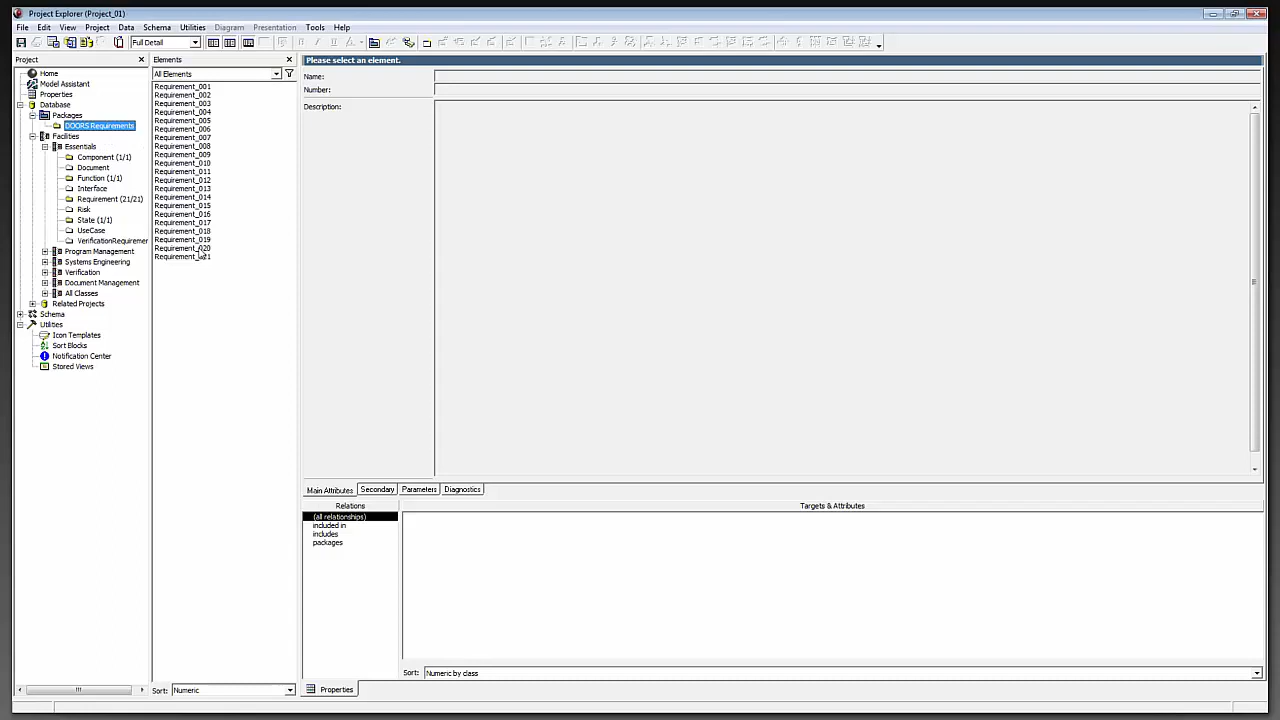 Project Explorer (Project_01)
File Edit View Project Data Schema Utilities Diagram Presentation Tools Help
Full Detail
Project
Home
Model Assistant
Properties
Database
Packages
DOORS Requirements
Facilities
Essentials
Component (1/1)
Document
Function (1/1)
Interface
Requirement (21/21)
Risk
State (1/1)
UseCase
VerificationRequiremer
Program Management
Systems Engineering
Verification
Document Management
All Classes
Related Projects
Schema
Utilities
Icon Templates
Sort Blocks
Notification Center
Stored Views
Elements
All Elements
Requirement_001
Requirement_002
Requirement_003
Requirement_004
Requirement_005
Requirement_006
Requirement_007
Requirement_008
Requirement_009
Requirement_010
Requirement_011
Requirement_012
Requirement_013
Requirement_014
Requirement_015
Requirement_016
Requirement_017
Requirement_018
Requirement_019
Requirement_020
Requirement_21
Sort: Numeric
Please select an element.
Name:
Number:
Description:
Main Attributes Secondary Parameters Diagnostics
Relations
(all relationships)
included in
includes
packages
Targets & Attributes
Sort: Numeric by class
Properties